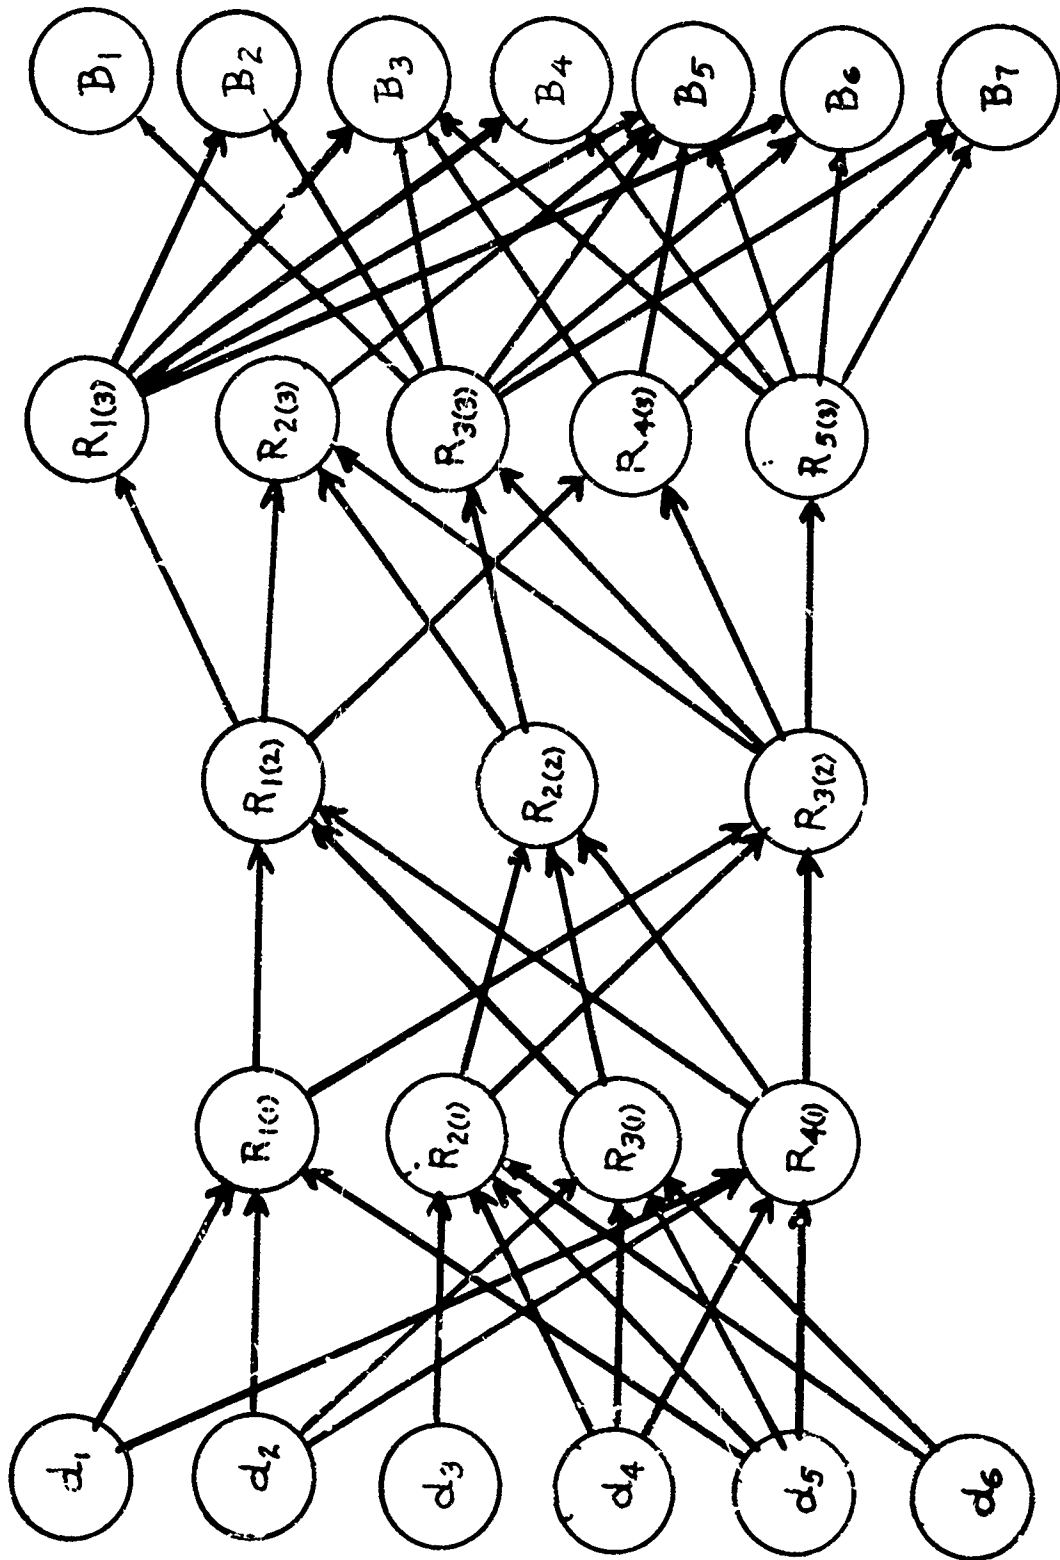 B1
B2
B3
B4
B5
B6
B7
R1(3)
R2(3)
R3(3)
R4(3)
R5(3)
R1(2)
R2(2)
R3(2)
R1(1)
R2(1)
R3(1)
R4(1)
d1
d2
d3
d4
d5
d6